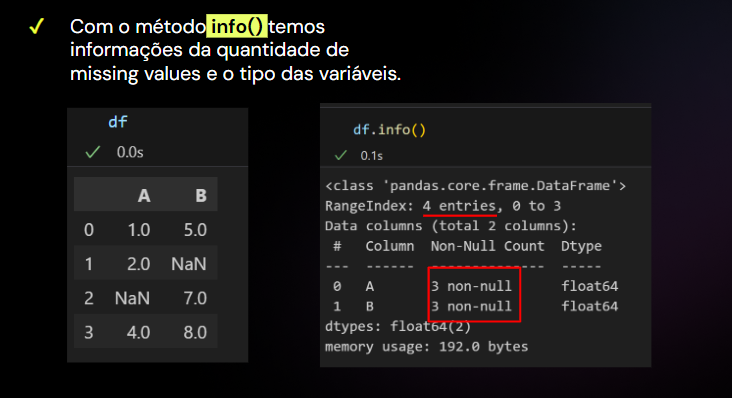 ✓ Com o método info() temos
informações da quantidade de
missing values e o tipo das variáveis.
df
✓ 0.0s
A B
0 1.0 5.0
1 2.0 NaN
2 NaN 7.0
3 4.0 8.0
df.info()
✓ 0.1s
<class 'pandas.core.frame.DataFrame'>
RangeIndex: 4 entries, 0 to 3
Data columns (total 2 columns):
# Column Non-Null Count Dtype
--- ------ -------------- -----
0 A 3 non-null float64
1 B 3 non-null float64
dtypes: float64(2)
memory usage: 192.0 bytes